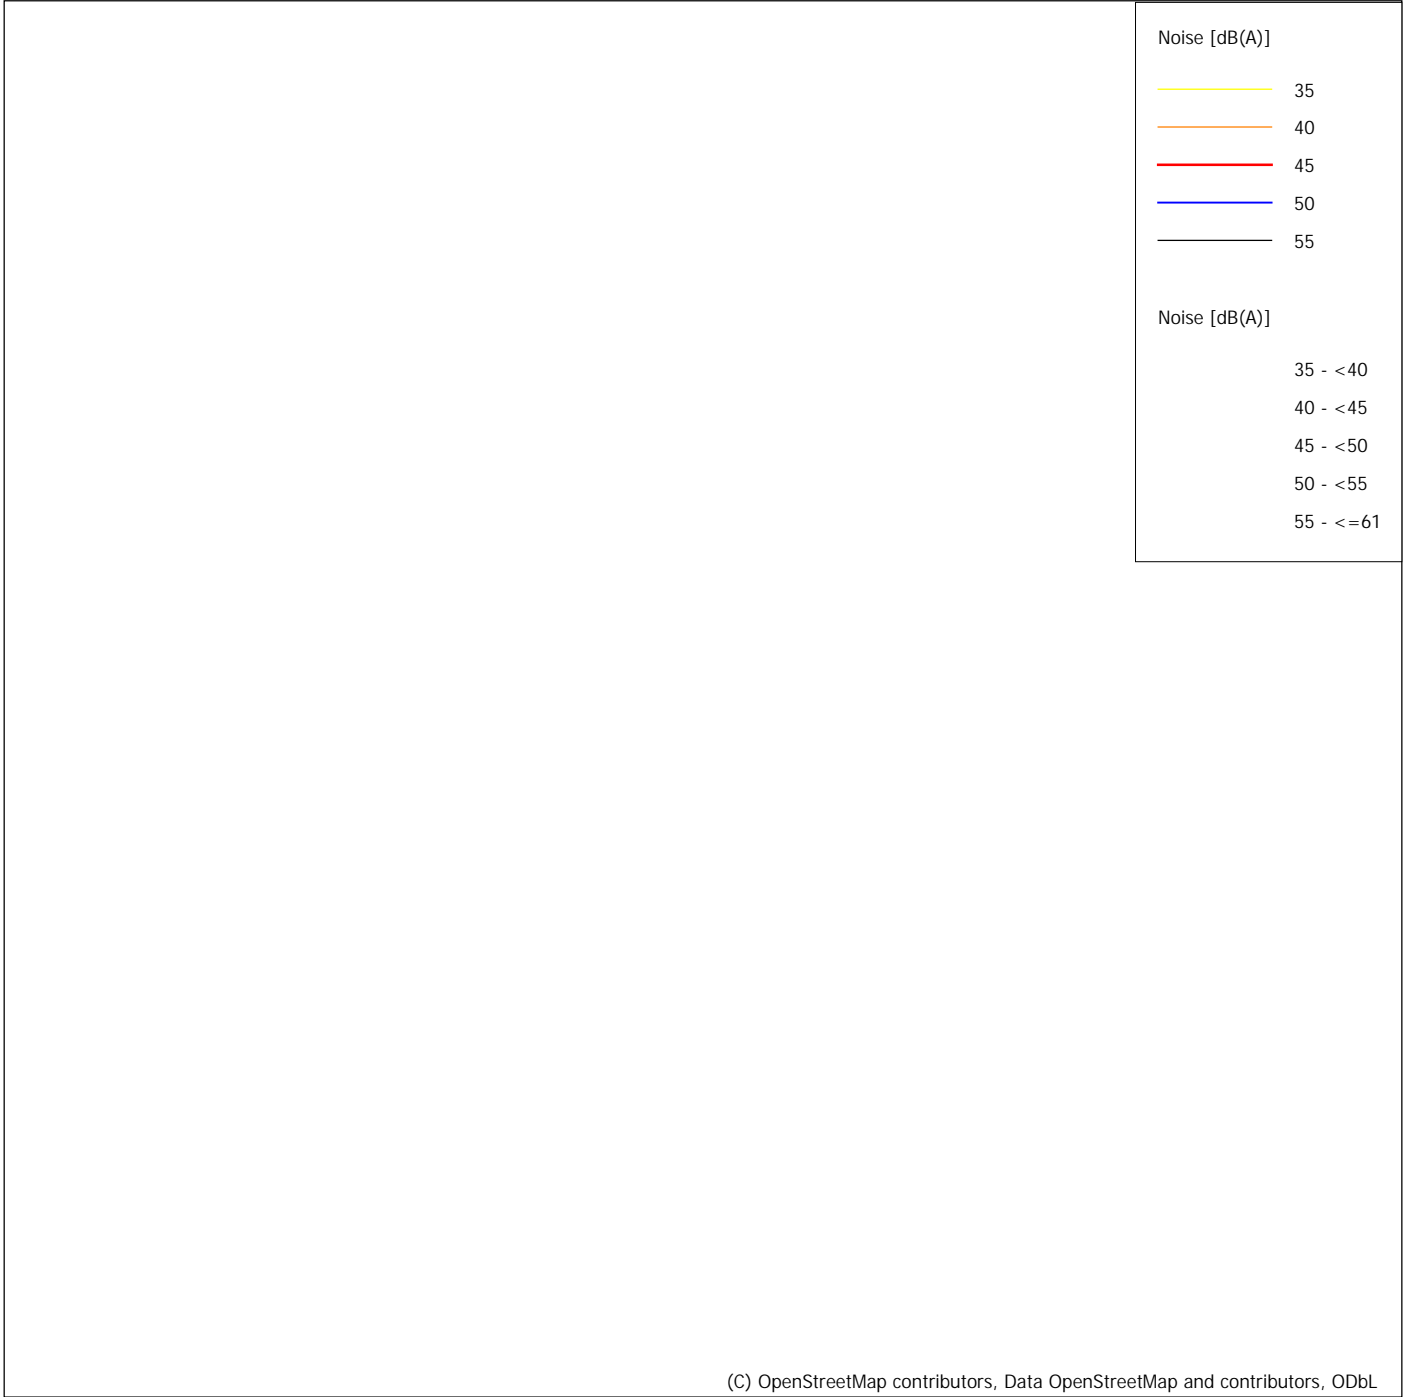 Noise [dB(A)]
35
40
45
50
55
Noise [dB(A)]
35 - <40
40 - <45
45 - <50
50 - <55
55 - <=61
(C) OpenStreetMap contributors, Data OpenStreetMap and contributors, ODbL